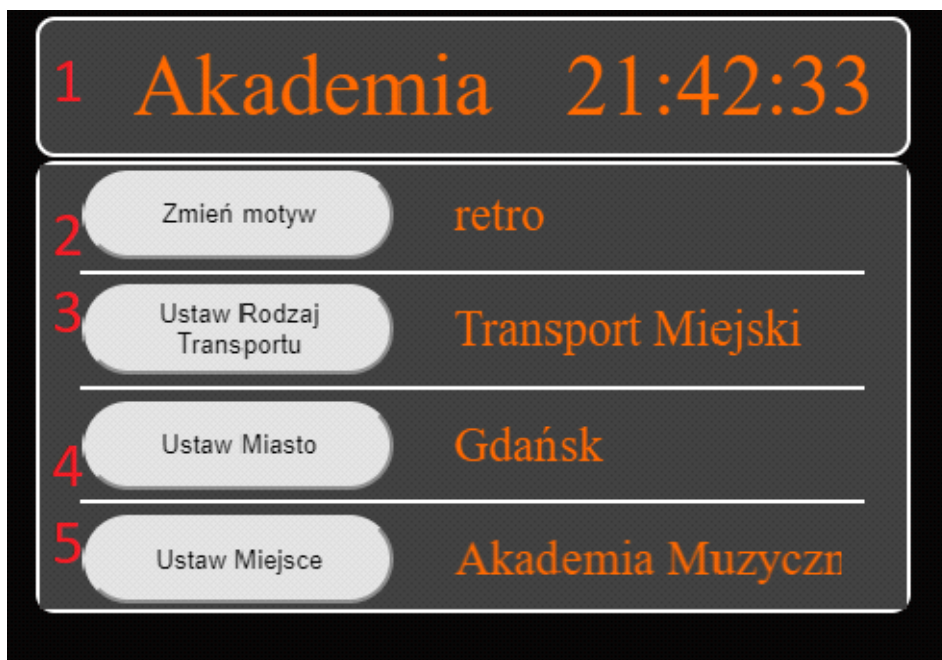 1 Akademia 21:42:33
2 Zmień motyw retro
3 Ustaw Rodzaj
Transportu Transport Miejski
4 Ustaw Miasto Gdańsk
5 Ustaw Miejsce Akademia Muzyczn